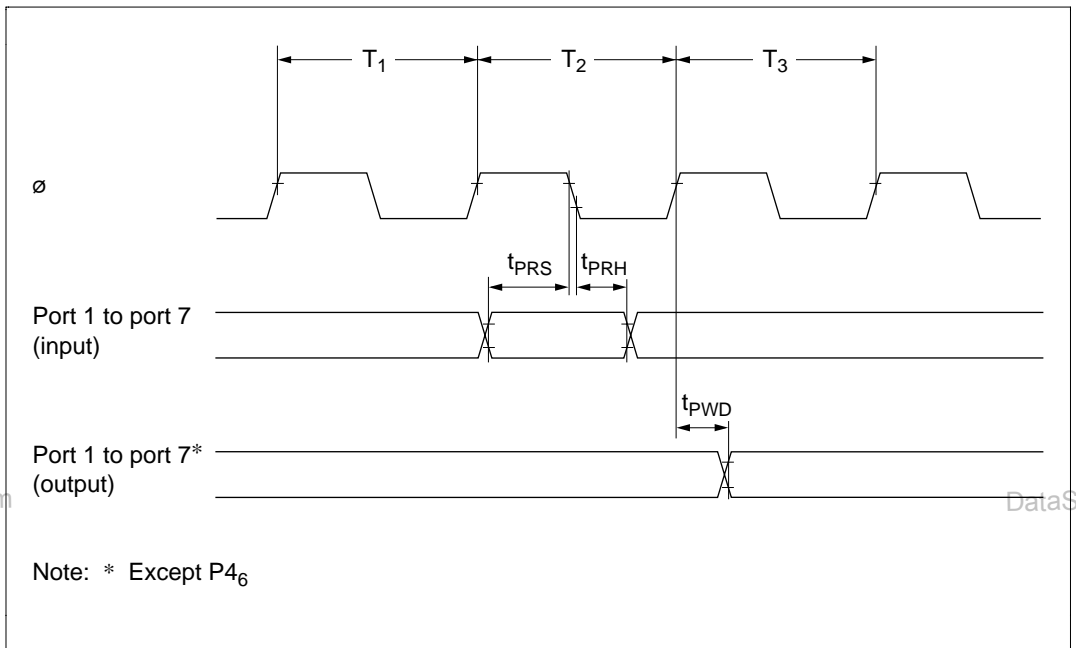 T1 T2 T3
ø
tPRS tPRH
Port 1 to port 7
(input)
tPWD
Port 1 to port 7*
(output)
m DataS
Note: * Except P46